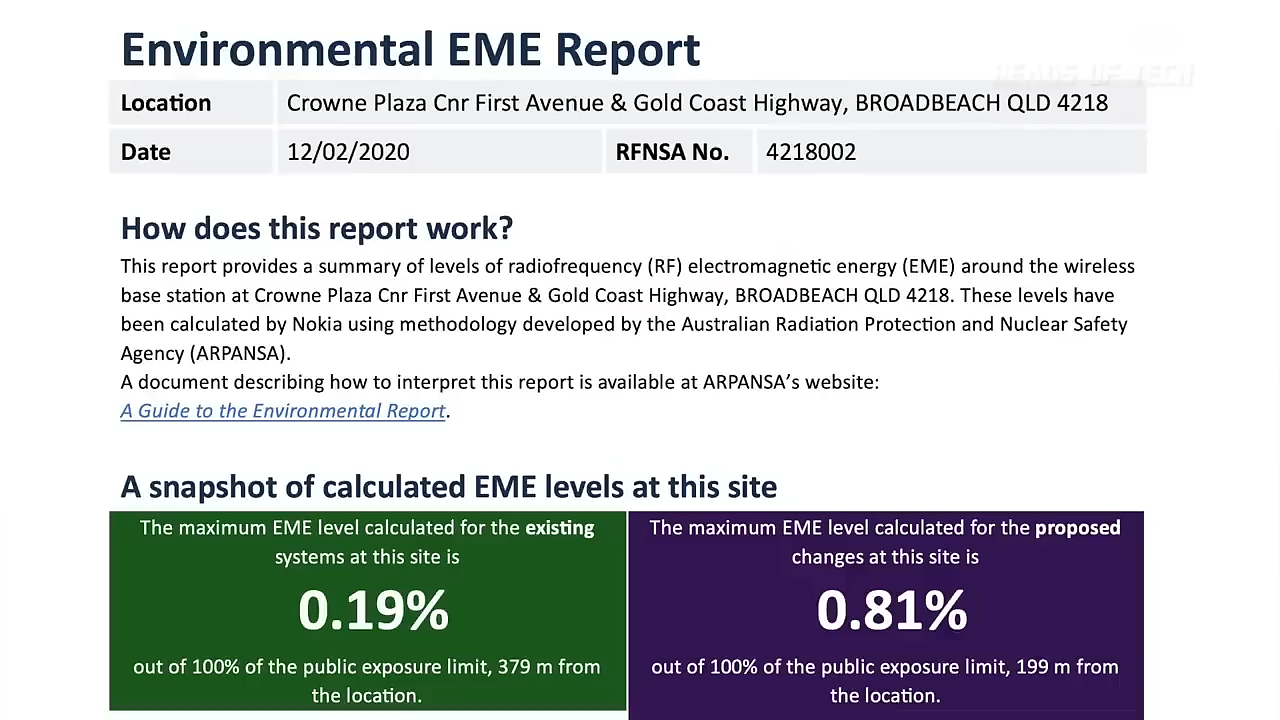 Environmental EME Report
READS OF TECH
Location Crowne Plaza Cnr First Avenue & Gold Coast Highway, BROADBEACH QLD 4218
Date 12/02/2020 RFNSA No. 4218002
How does this report work?
This report provides a summary of levels of radiofrequency (RF) electromagnetic energy (EME) around the wireless
base station at Crowne Plaza Cnr First Avenue & Gold Coast Highway, BROADBEACH QLD 4218. These levels have
been calculated by Nokia using methodology developed by the Australian Radiation Protection and Nuclear Safety
Agency (ARPANSA).
A document describing how to interpret this report is available at ARPANSA’s website:
A Guide to the Environmental Report.
A snapshot of calculated EME levels at this site
The maximum EME level calculated for the existing
systems at this site is
0.19%
out of 100% of the public exposure limit, 379 m from
the location.
The maximum EME level calculated for the proposed
changes at this site is
0.81%
out of 100% of the public exposure limit, 199 m from
the location.